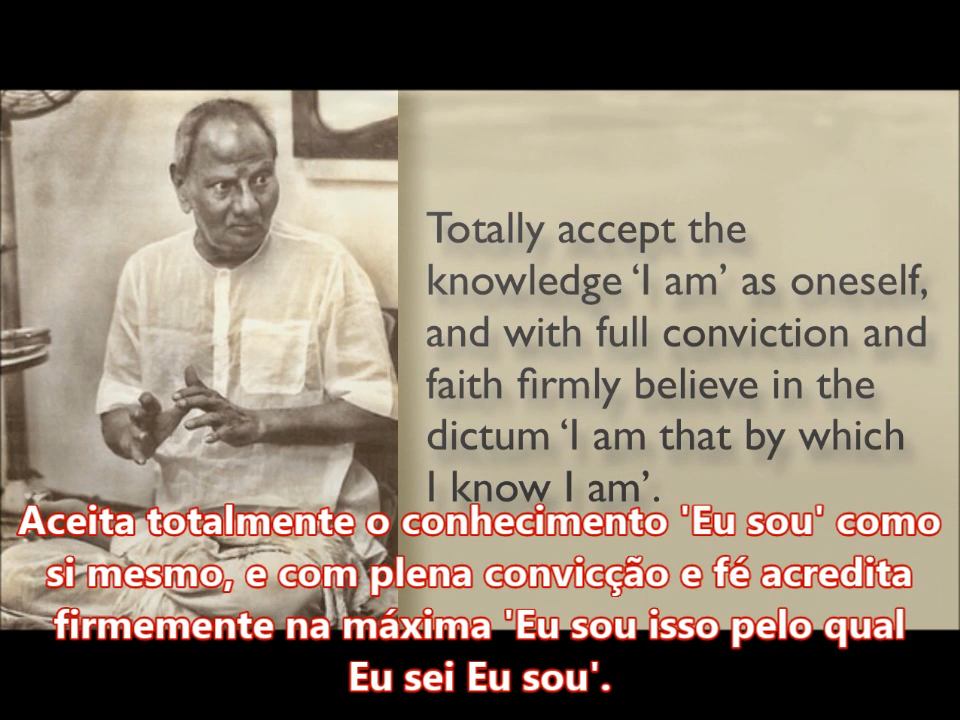 Totally accept the
knowledge ‘I am’ as oneself,
and with full conviction and
faith firmly believe in the
dictum ‘I am that by which
I know I am’.
Aceita totalmente o conhecimento 'Eu sou' como
si mesmo, e com plena convicção e fé acredita
firmemente na máxima 'Eu sou isso pelo qual
Eu sei Eu sou'.